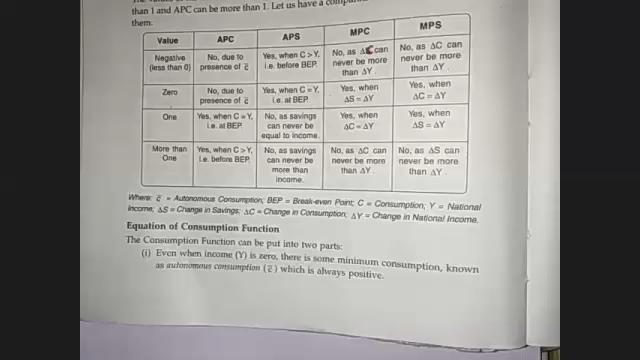 than 1 and APC can be more than 1. Let us have a
them.
Value APC APS MPC MPS
Negative (less than 0) No, due to presence of c̅ Yes, when C > Y, i.e. before BEP. No, as ΔC can never be more than ΔY. No, as ΔC can never be more than ΔY.
Zero No, due to presence of c̅ Yes, when C = Y, i.e. at BEP. Yes, when ΔS = ΔY Yes, when ΔC = ΔY
One Yes, when C = Y, i.e. at BEP. No, as savings can never be equal to income. Yes, when ΔC = ΔY Yes, when ΔS = ΔY
More than One Yes, when C > Y, i.e. before BEP. No, as savings can never be more than income. No, as ΔC can never be more than ΔY. No, as ΔS can never be more than ΔY.
Where: c̅ = Autonomous Consumption; BEP = Break-even Point; C = Consumption; Y = National
Income; ΔS = Change in Savings; ΔC = Change in Consumption; ΔY = Change in National Income.
Equation of Consumption Function
The Consumption Function can be put into two parts:
(i) Even when income (Y) is zero, there is some minimum consumption, known
as autonomous consumption (c̅) which is always positive.